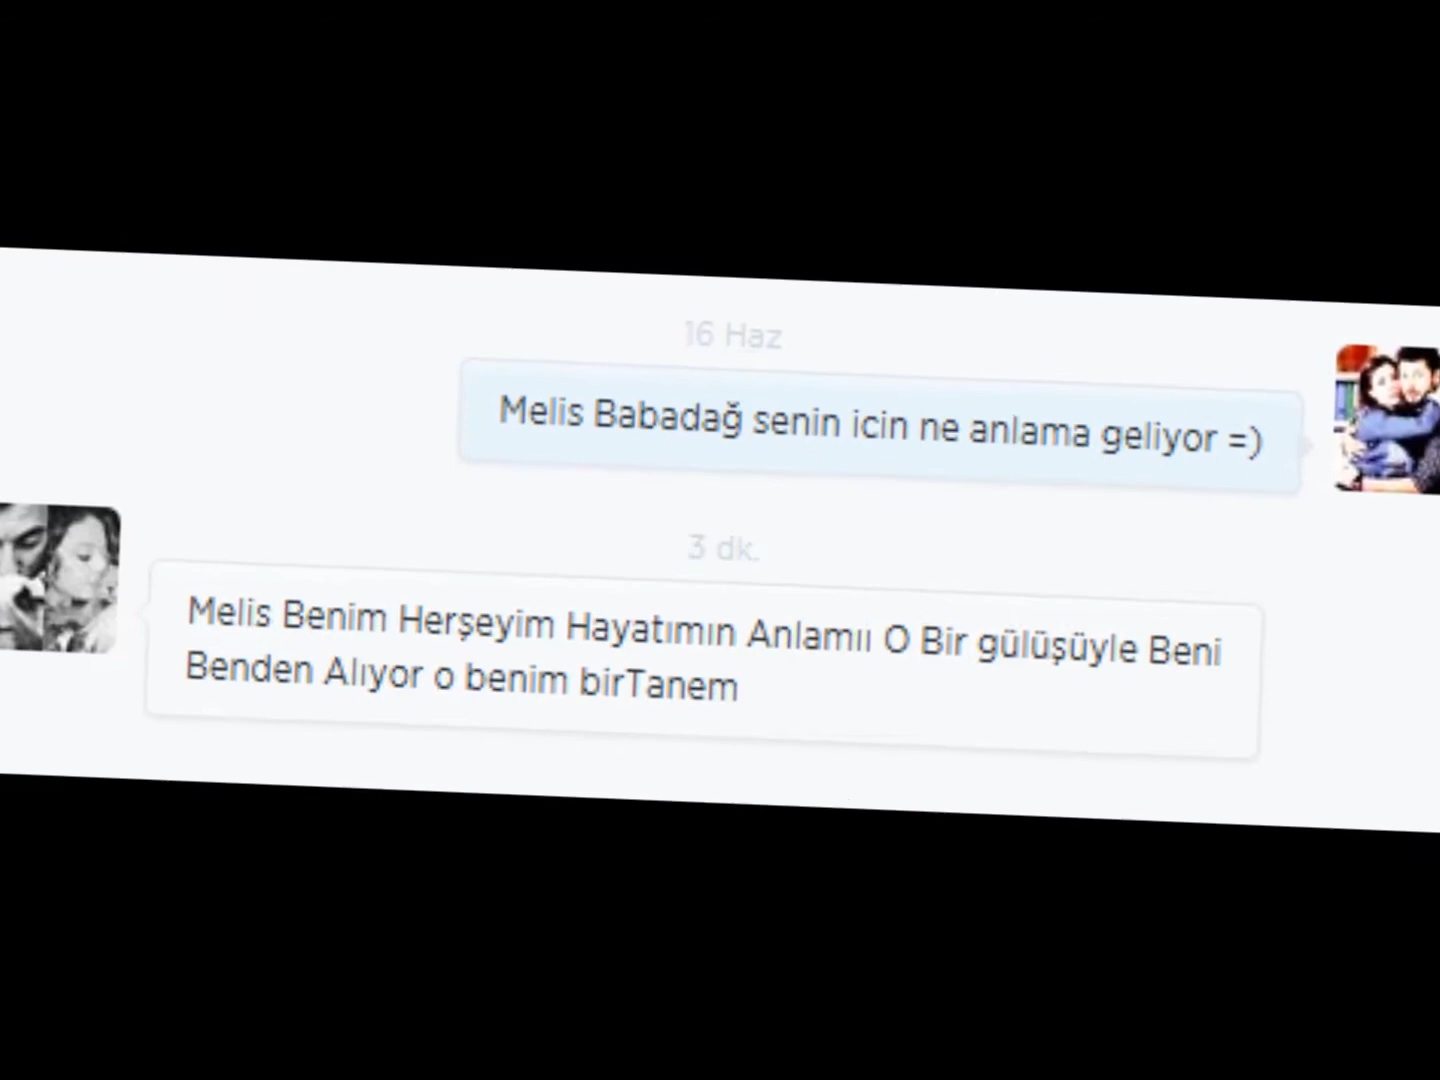 16 Haz
Melis Babadağ senin icin ne anlama geliyor =)
3 dk.
Melis Benim Herşeyim Hayatımın Anlamıı O Bir gülüşüyle Beni
Benden Alıyor o benim birTanem